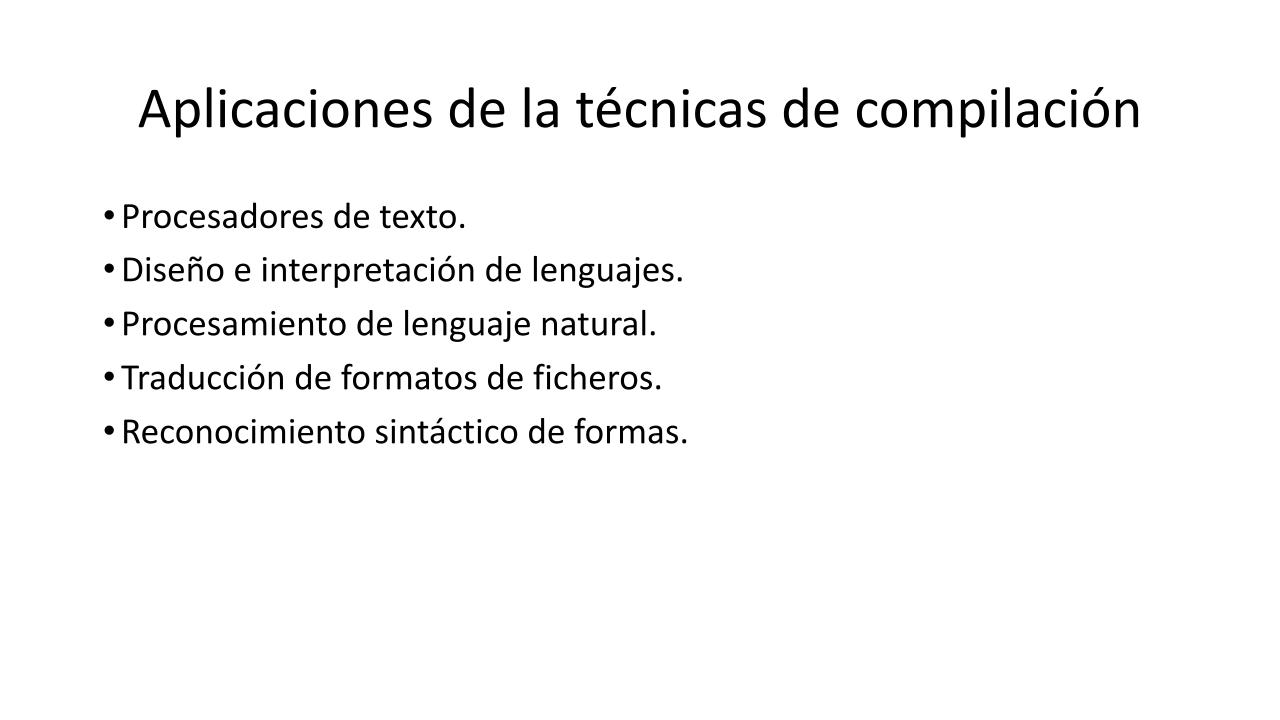 Aplicaciones de la técnicas de compilación
•Procesadores de texto.
•Diseño e interpretación de lenguajes.
•Procesamiento de lenguaje natural.
•Traducción de formatos de ficheros.
•Reconocimiento sintáctico de formas.